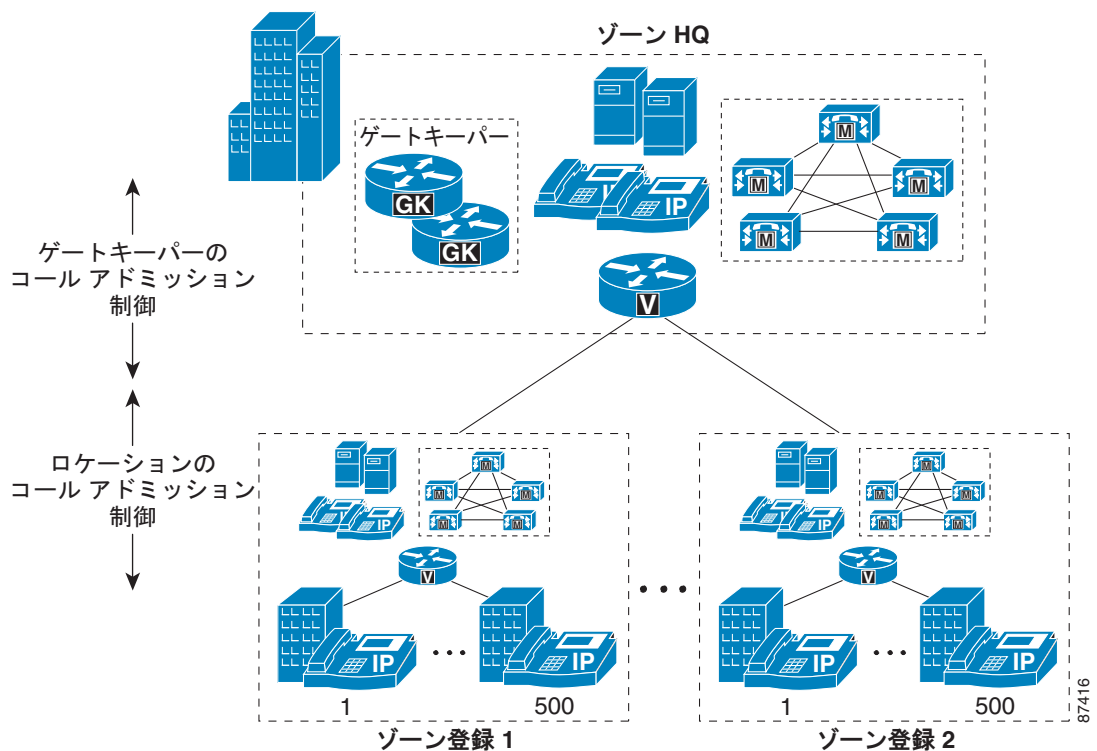 ゾーン HQ
ゲートキーパー
M
M
M
GK
IP
M
M
GK
V
ゲートキーパーの
コール アドミッション
制御
ロケーションの
コール アドミッション
制御
M
M
M
IP
M
M
V
IP
IP
1
500
M
M
M
IP
M
M
V
IP
IP
1
500
ゾーン登録 1
ゾーン登録 2
87416